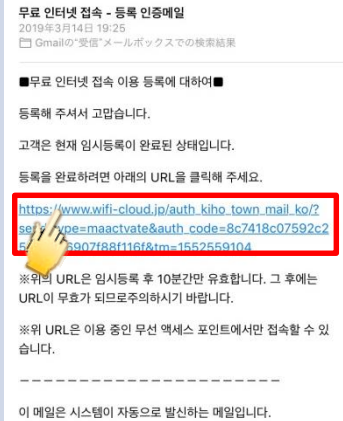 무료 인터넷 접속 - 등록 인증메일
2019年3月14日 19:25
Gmailの"受信"メールボックスでの検索結果
■무료 인터넷 접속 이용 등록에 대하여■
등록해 주셔서 고맙습니다.
고객은 현재 임시등록이 완료된 상태입니다.
등록을 완료하려면 아래의 URL을 클릭해 주세요.
https://www.wifi-cloud.jp/auth_kiho_town_mail_ko/?
ype=maactvate&auth_code=8c7418c07592c2
6907f88f116f&tm=1552559104
※위의 URL은 임시등록 후 10분간만 유효합니다. 그 후에는
URL이 무효가 되므로주의하시기 바랍니다.
※위 URL은 이용 중인 무선 액세스 포인트에서만 접속할 수 있
습니다.
－－－－－－－－－－－－－－－－－－－－－－
이 메일은 시스템이 자동으로 발신하는 메일입니다.